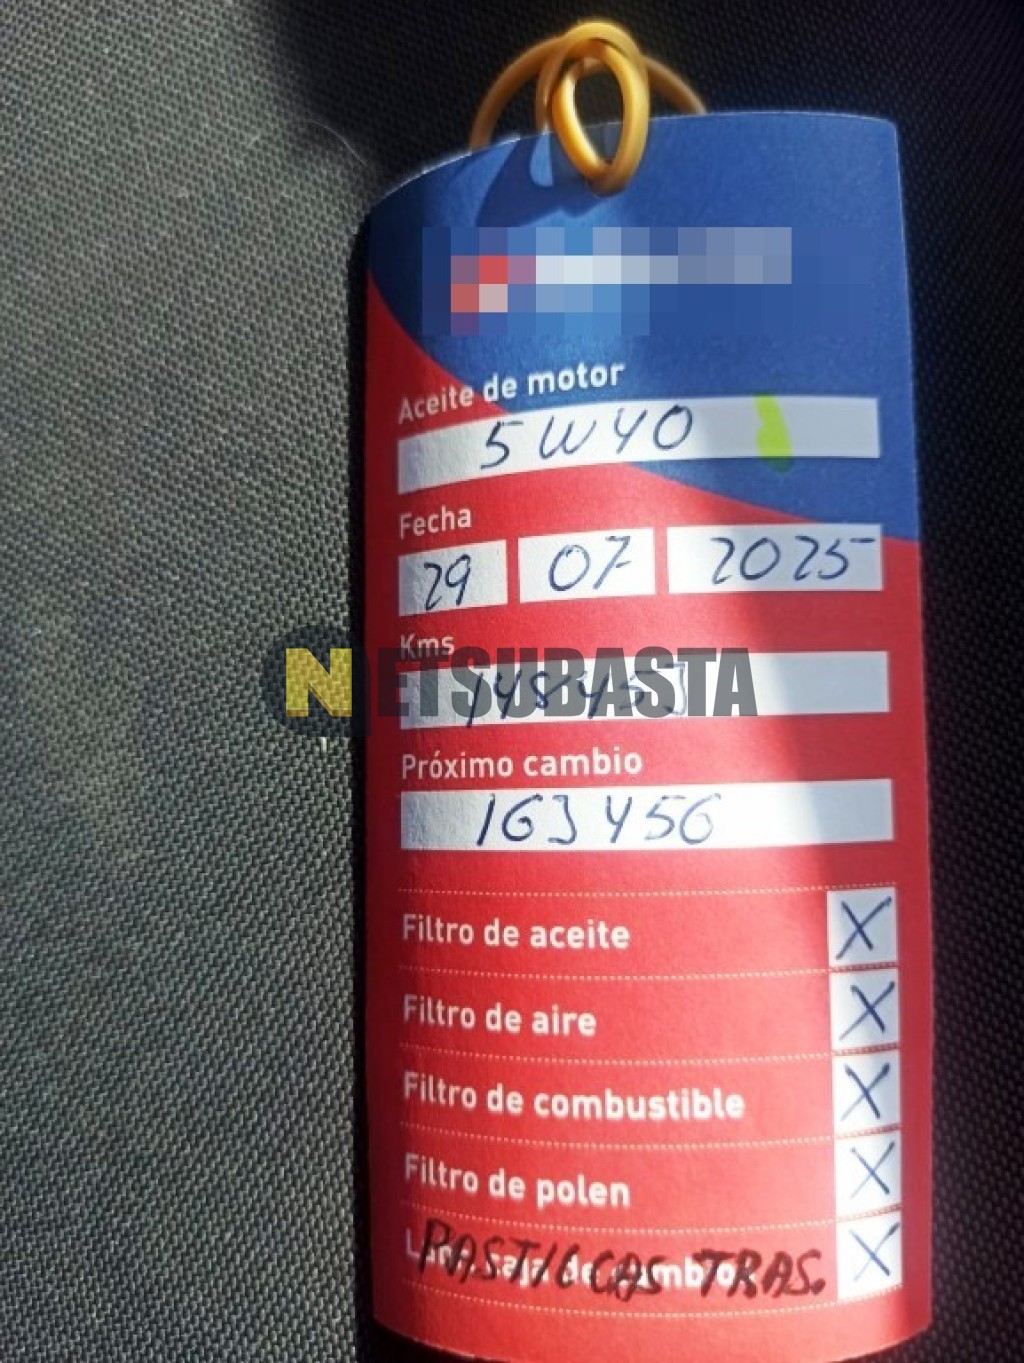 Aceite de motor
5W40
Fecha
29 07 2025
Kms
NETSUBASTA
Próximo cambio
163456
Filtro de aceite X
Filtro de aire X
Filtro de combustible X
Filtro de polen X
PASTILLAS TRAS. X